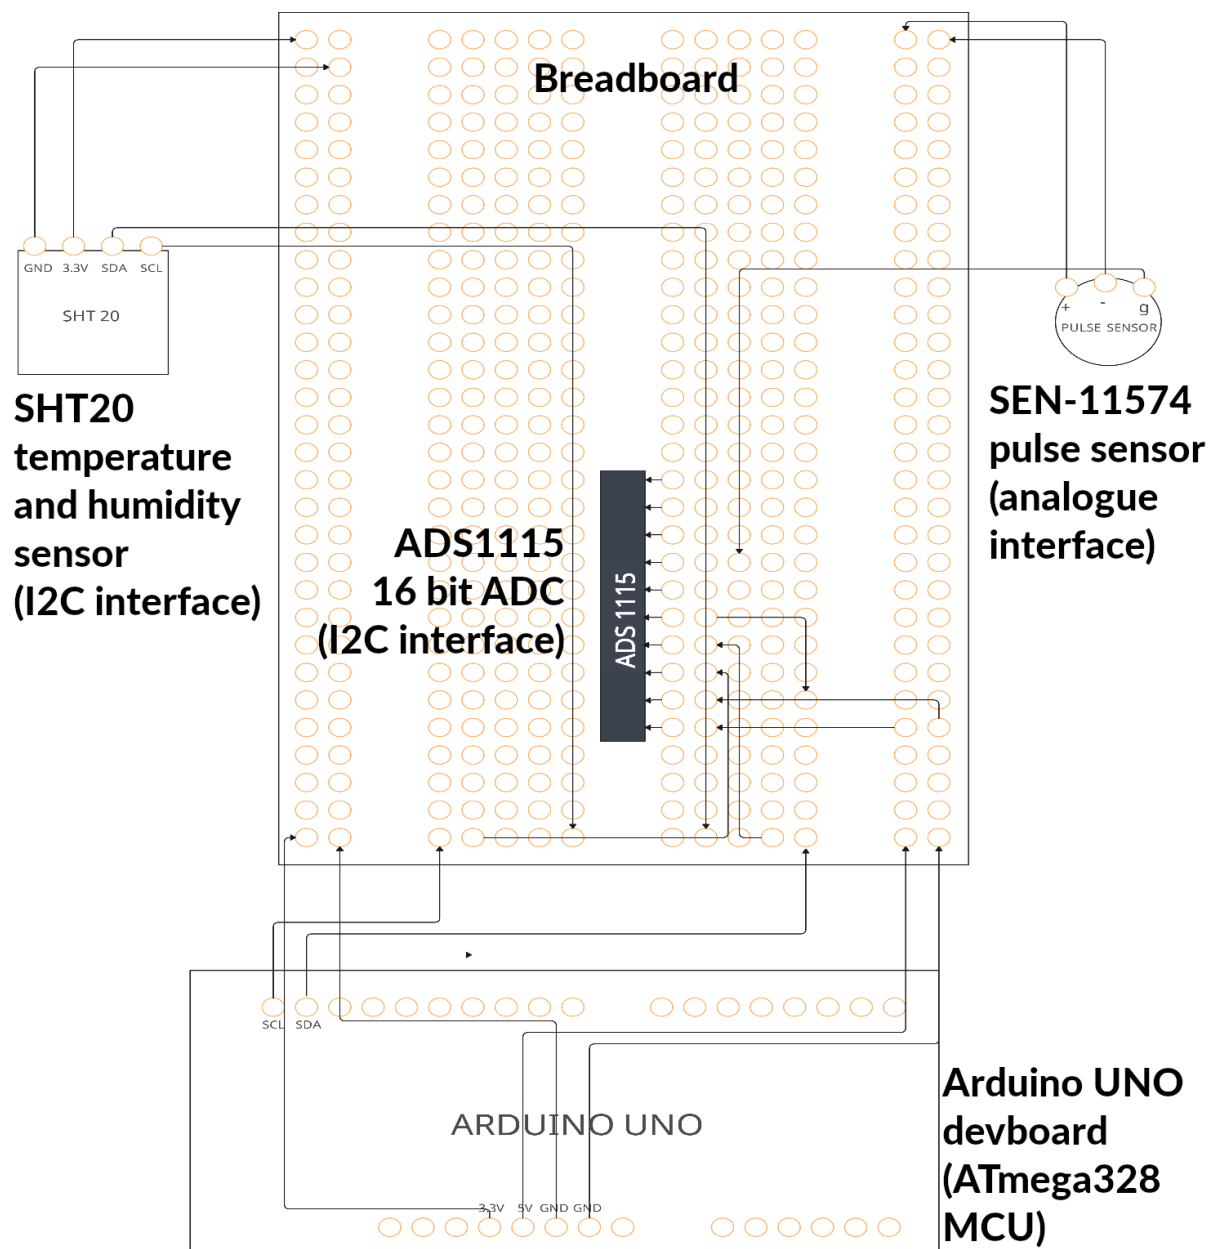 Breadboard
GND 3.3V SDA SCL
SHT 20
SHT20
temperature
and humidity
sensor
(I2C interface)
+ - g
PULSE SENSOR
SEN-11574
pulse sensor
(analogue
interface)
ADS1115
16 bit ADC
(I2C interface)
ADS 1115
SCL SDA
ARDUINO UNO
3.3V 5V GND GND
Arduino UNO
devboard
(ATmega328
MCU)